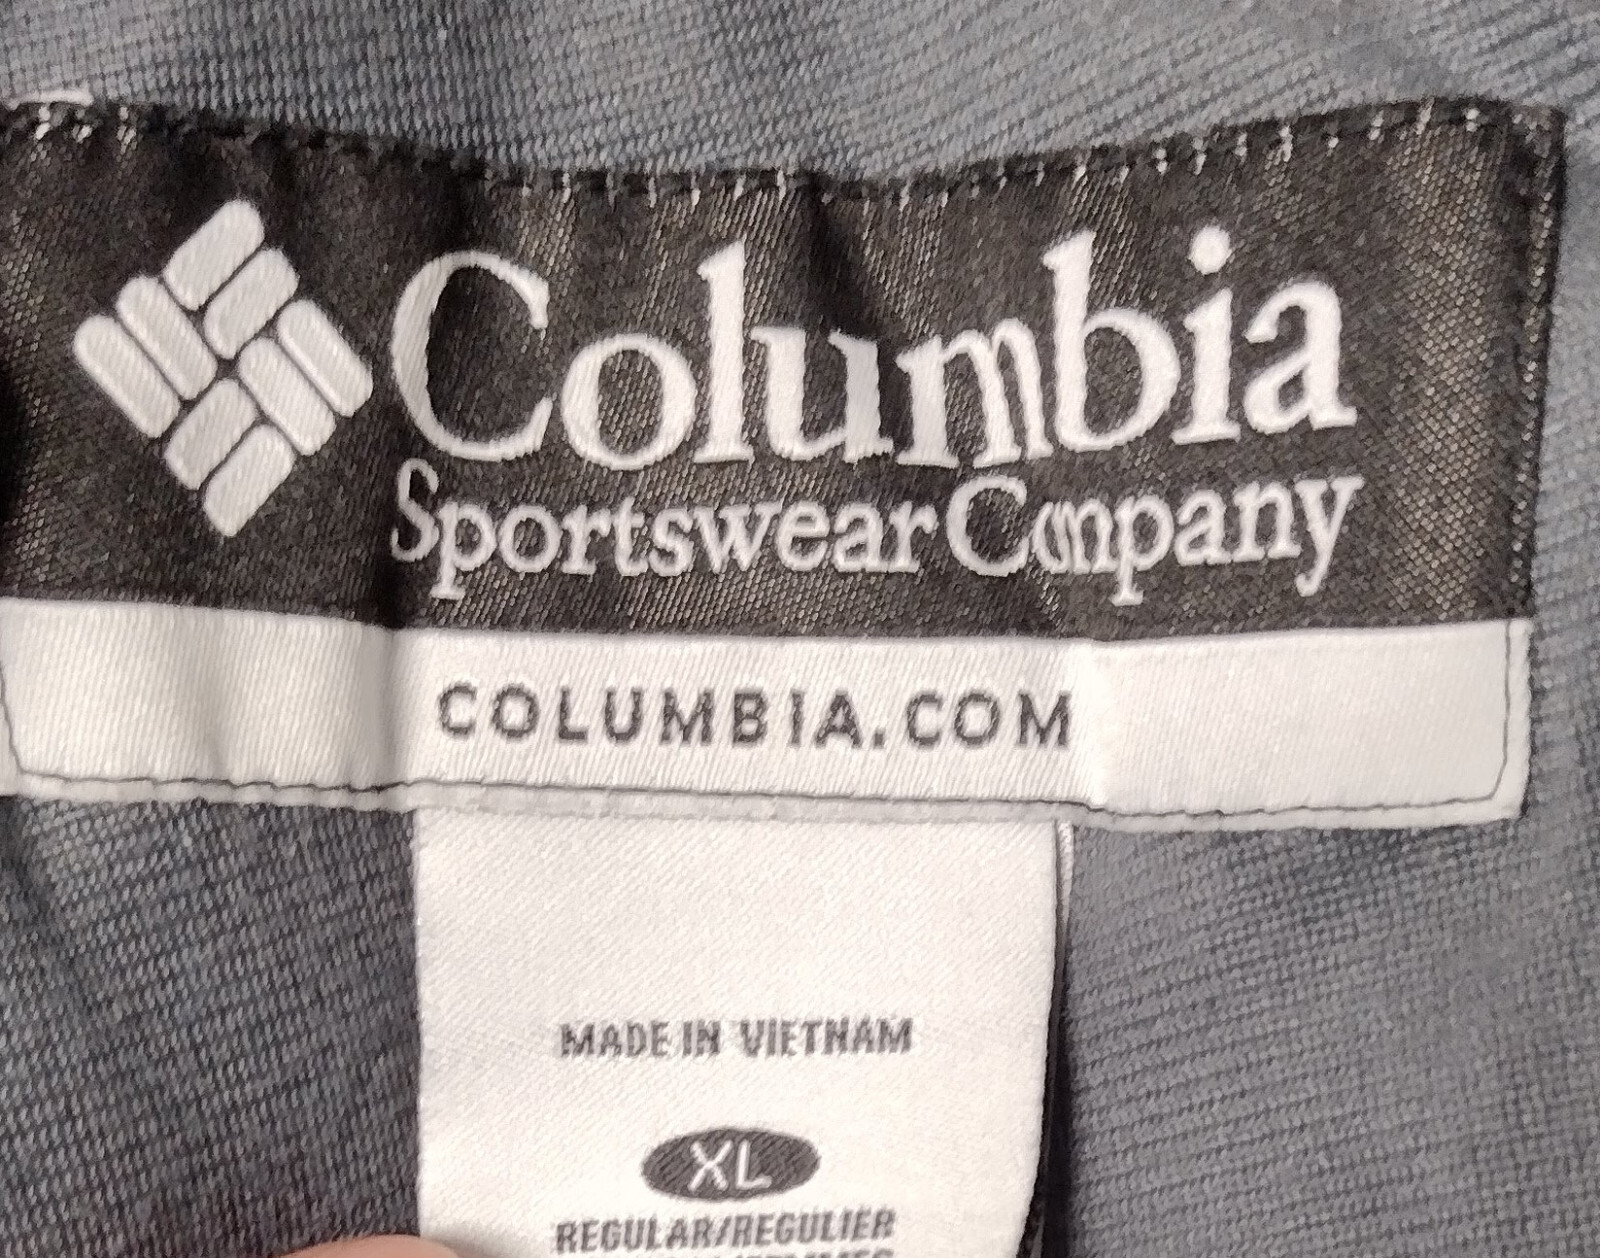 Columbia
Sportswear Company
COLUMBIA.COM
MADE IN VIETNAM
XL
REGULAR/REGULIER